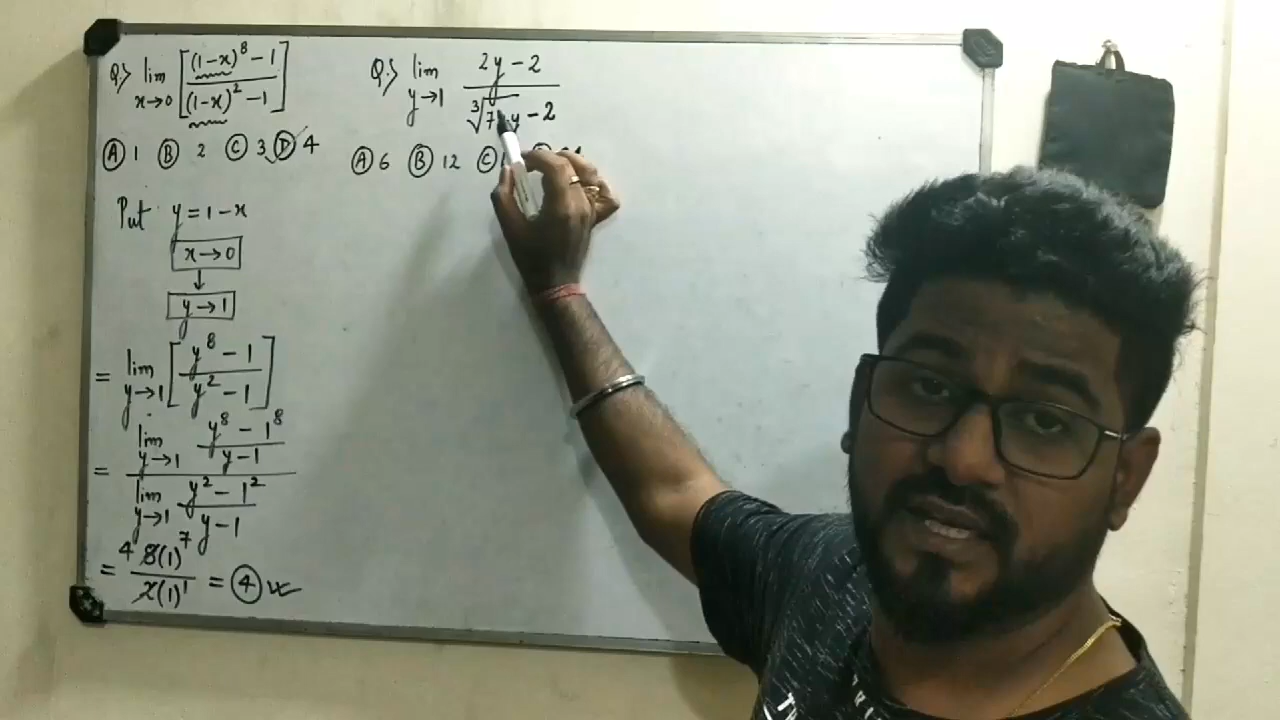 Q.> lim x→0 [((1-x)^8 - 1)/((1-x)^2 - 1)]
Ⓐ 1 Ⓑ 2 Ⓒ 3 Ⓓ 4
Put y = 1-x
x→0
↓
y→1
= lim y→1 [(y^8 - 1)/(y^2 - 1)]
= (lim y→1 (y^8 - 1^8)/(y-1))/(lim y→1 (y^2 - 1^2)/(y-1))
= 4 8(1)^7/2(1)^1 = ④
Q.> lim y→1 (2y-2)/(∛7 y - 2)
Ⓐ 6 Ⓑ 12 Ⓒ